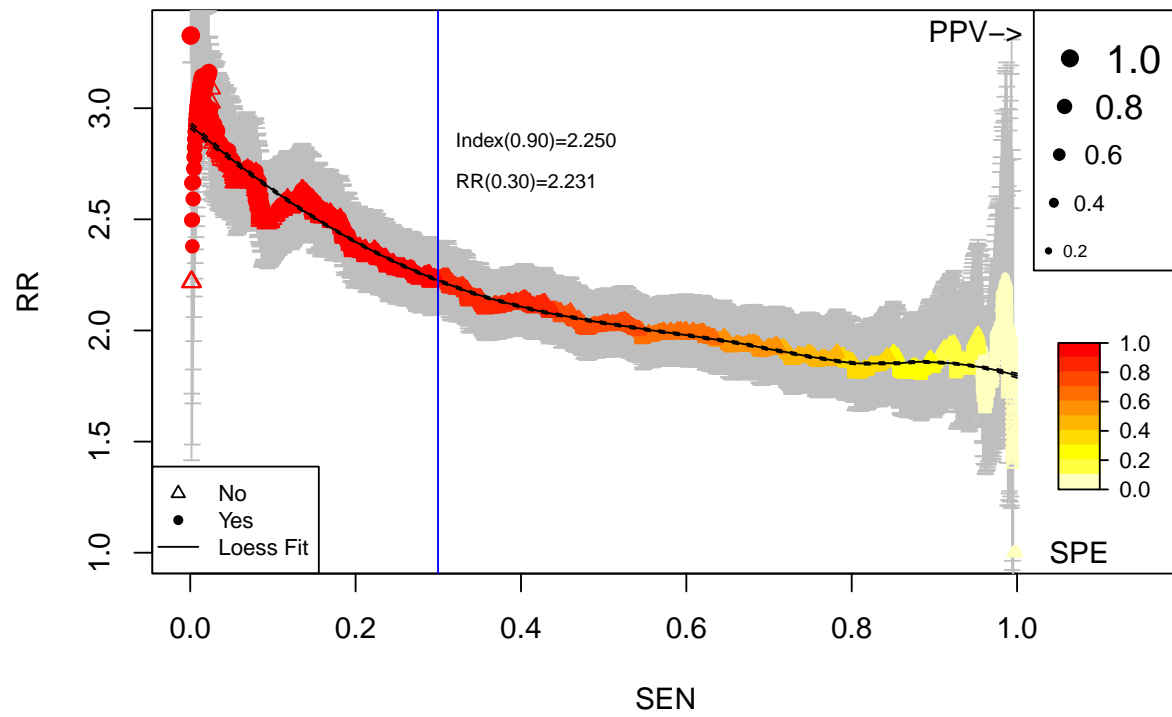 PPV−>
1.0
0.8
0.6
0.4
0.2
Index(0.90)=2.250
RR(0.30)=2.231
RR
3.0
2.5
2.0
1.5
1.0
1.0
0.8
0.6
0.4
0.2
0.0
SPE
No
Yes
Loess Fit
0.0 0.2 0.4 0.6 0.8 1.0
SEN